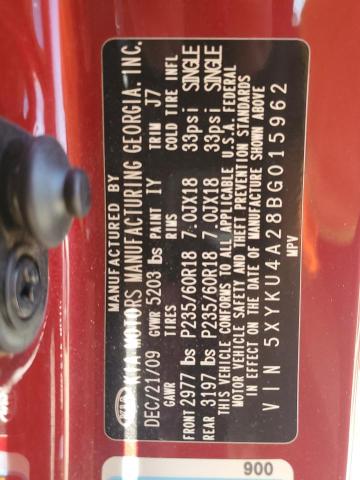 MANUFACTURED BY
KIA KIA MOTORS MANUFACTURING GEORGIA, INC.
DEC/21/09 GVWR 5203 lbs PAINT IY TRIM J7
GAWR TIRES RIMS COLD TIRE INFL
FRONT 2977 lbs P235/60R18 7.0JX18 33psi SINGLE
REAR 3197 lbs P235/60R18 7.0JX18 33psi SINGLE
THIS VEHICLE CONFORMS TO ALL APPLICABLE U.S.A. FEDERAL
MOTOR VEHICLE SAFETY AND THEFT PREVENTION STANDARDS
IN EFFECT ON THE DATE OF MANUFACTURE SHOWN ABOVE
VIN 5XYKU4A28BG015962
MPV
900